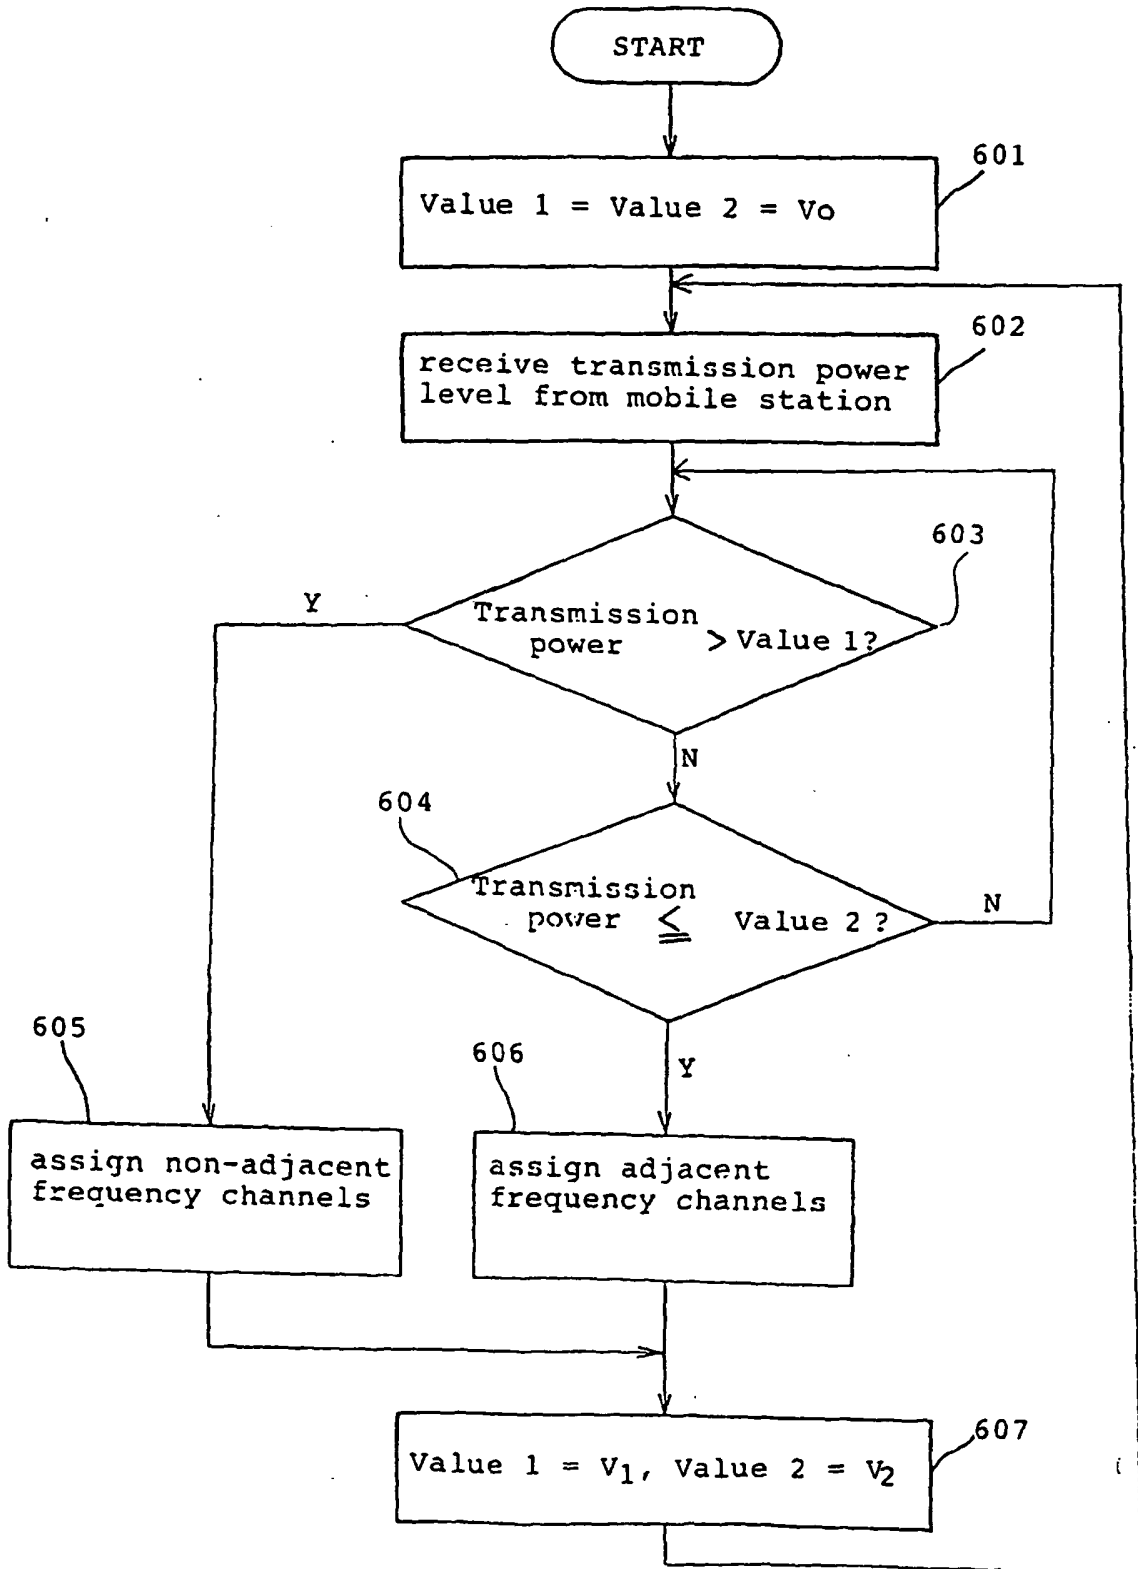 START
601
Value 1 = Value 2 = Vo
602
receive transmission power
level from mobile station
603
Y
Transmission
power > Value 1?
N
604
Transmission
power ≦ Value 2 ?
N
605
606
Y
assign non-adjacent
frequency channels
assign adjacent
frequency channels
607
Value 1 = V1, Value 2 = V2